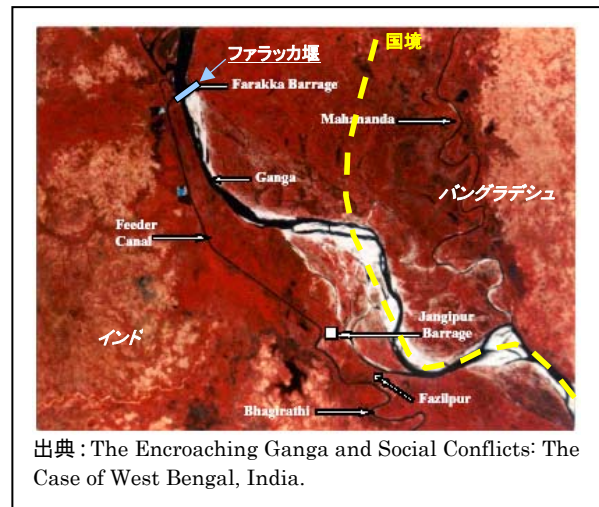 ファラッカ堰
国境
Farakka Barrage
Mahananda
Ganga
バングラデシュ
Feeder
Canal
インド
Jangipur
Barrage
Fazilpur
Bhagirathi
出典 : The Encroaching Ganga and Social Conflicts: The
Case of West Bengal, India.